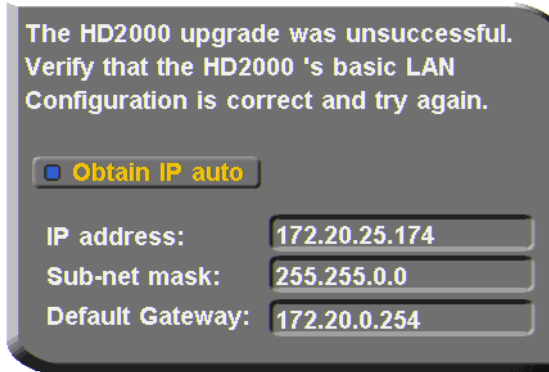 The HD2000 upgrade was unsuccessful.
Verify that the HD2000 's basic LAN
Configuration is correct and try again.
Obtain IP auto
IP address: 172.20.25.174
Sub-net mask: 255.255.0.0
Default Gateway: 172.20.0.254